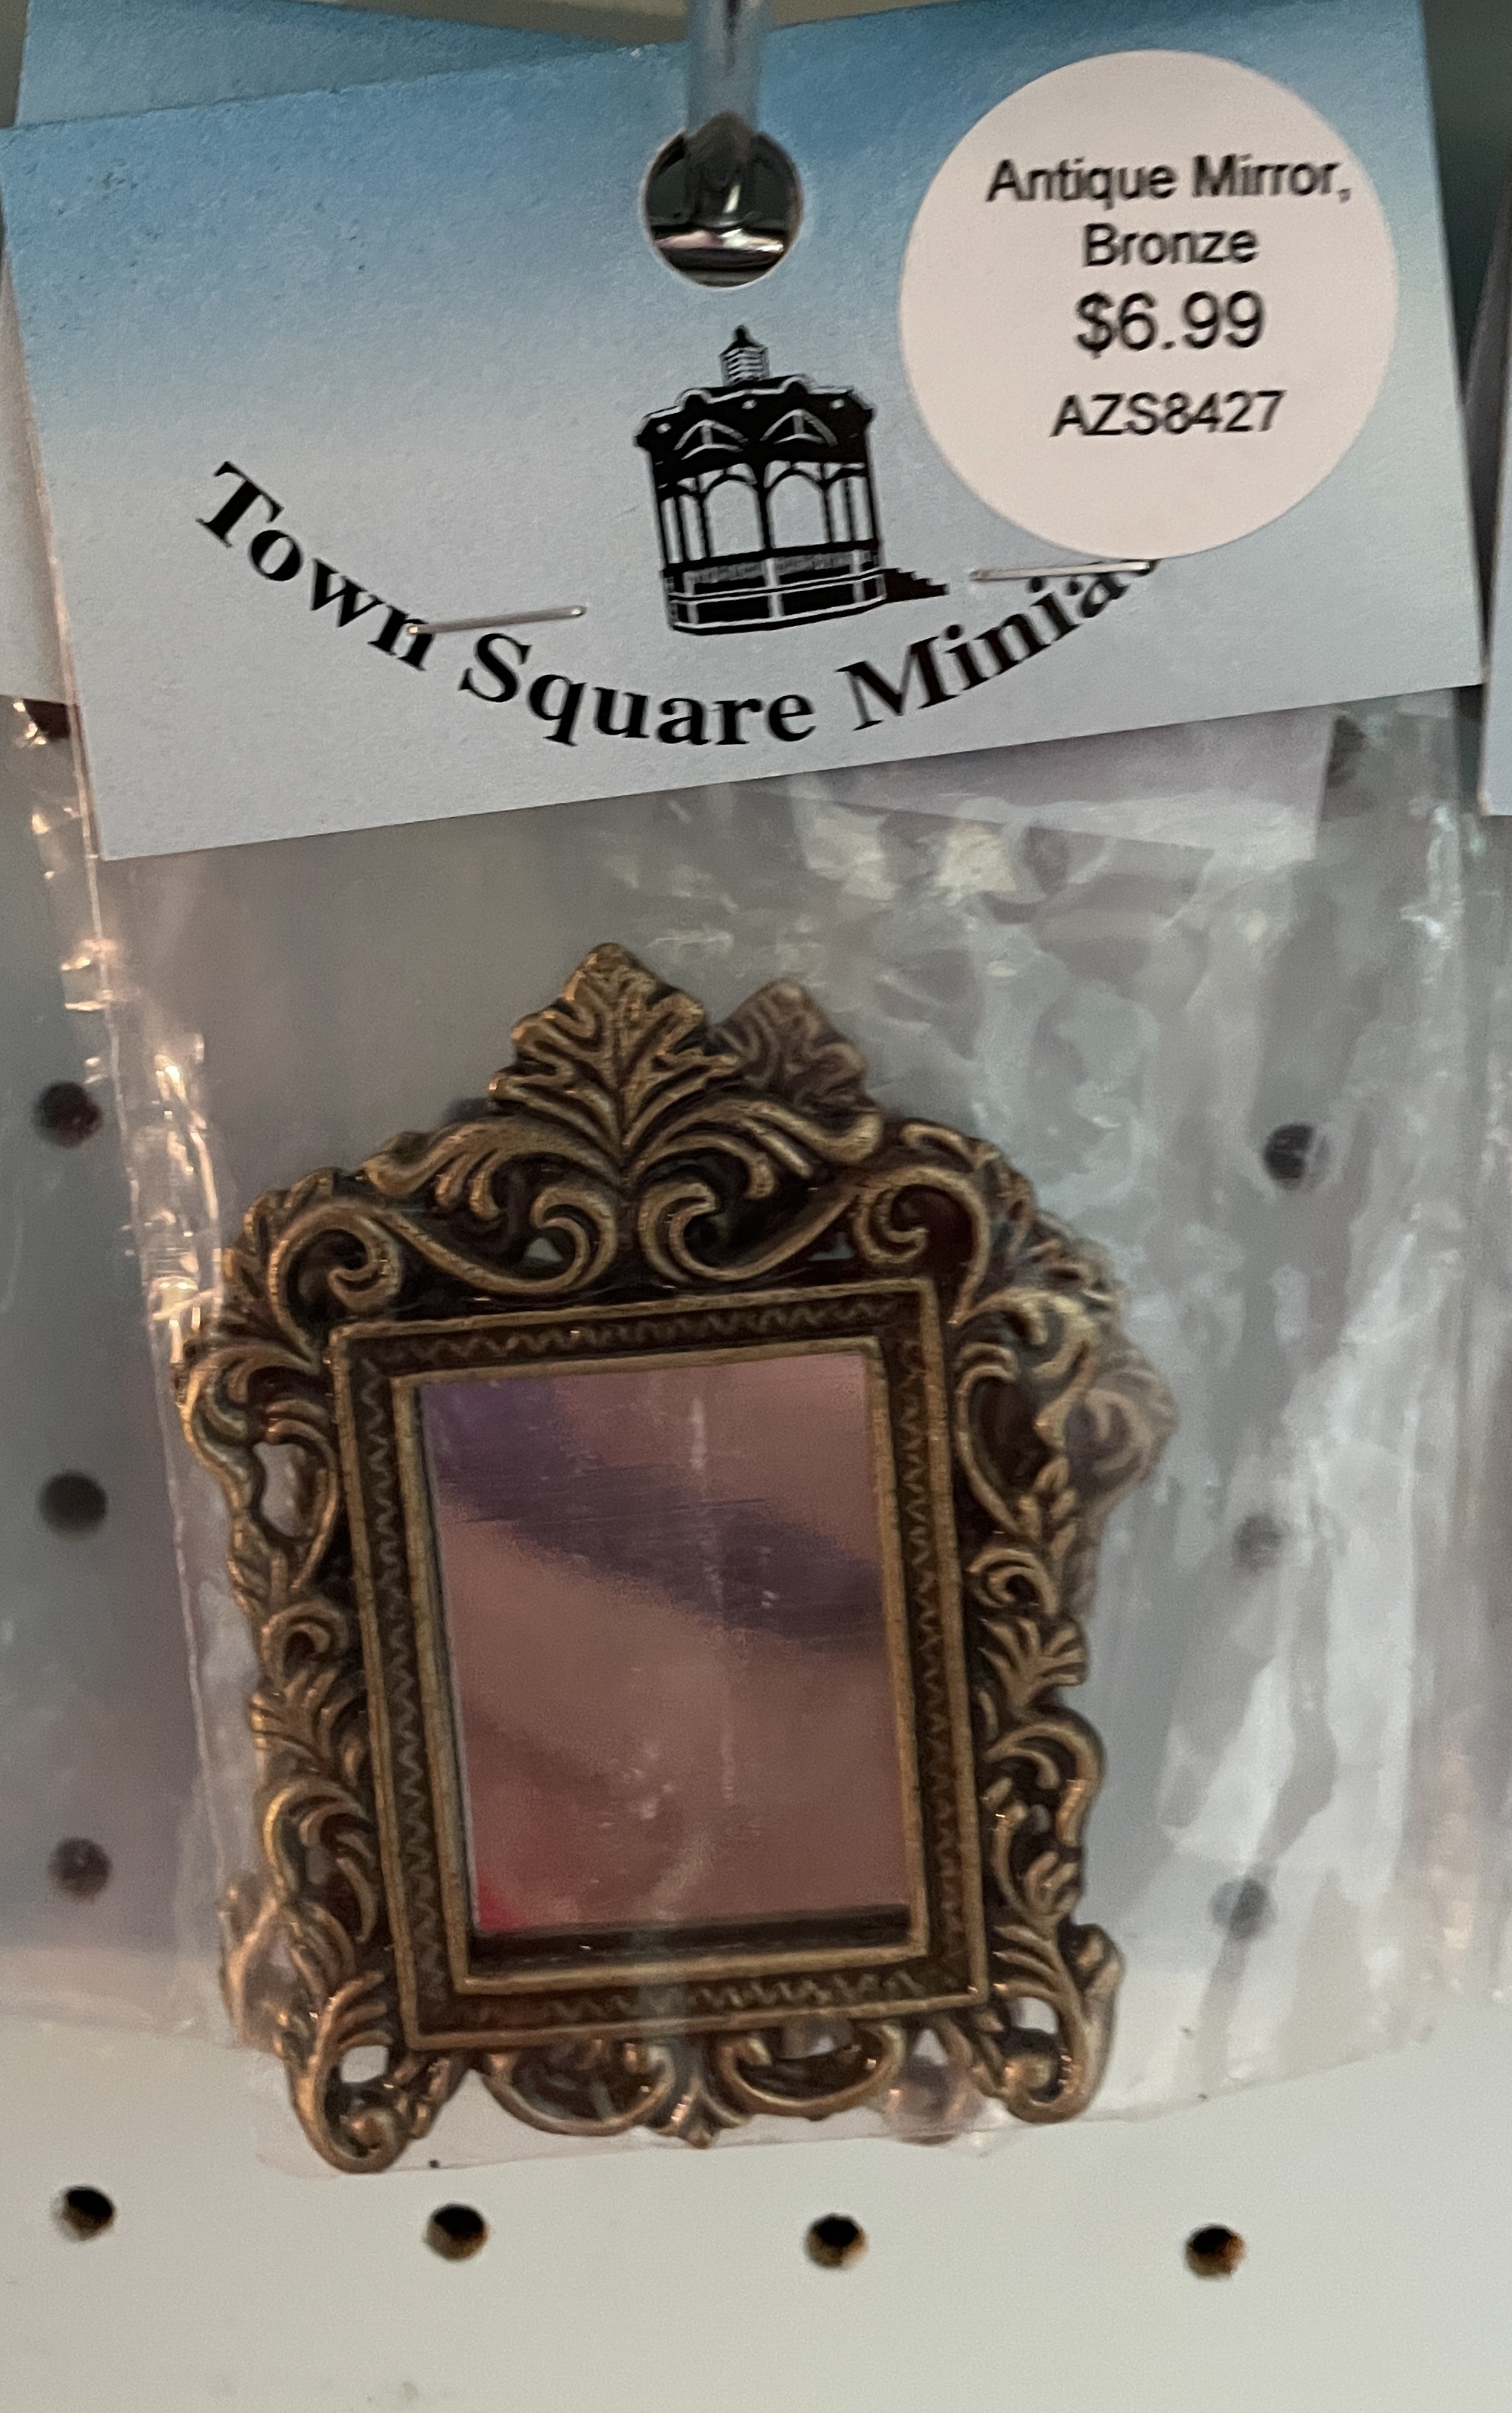 Antique Mirror,
Bronze
$6.99
AZS8427
Town Square